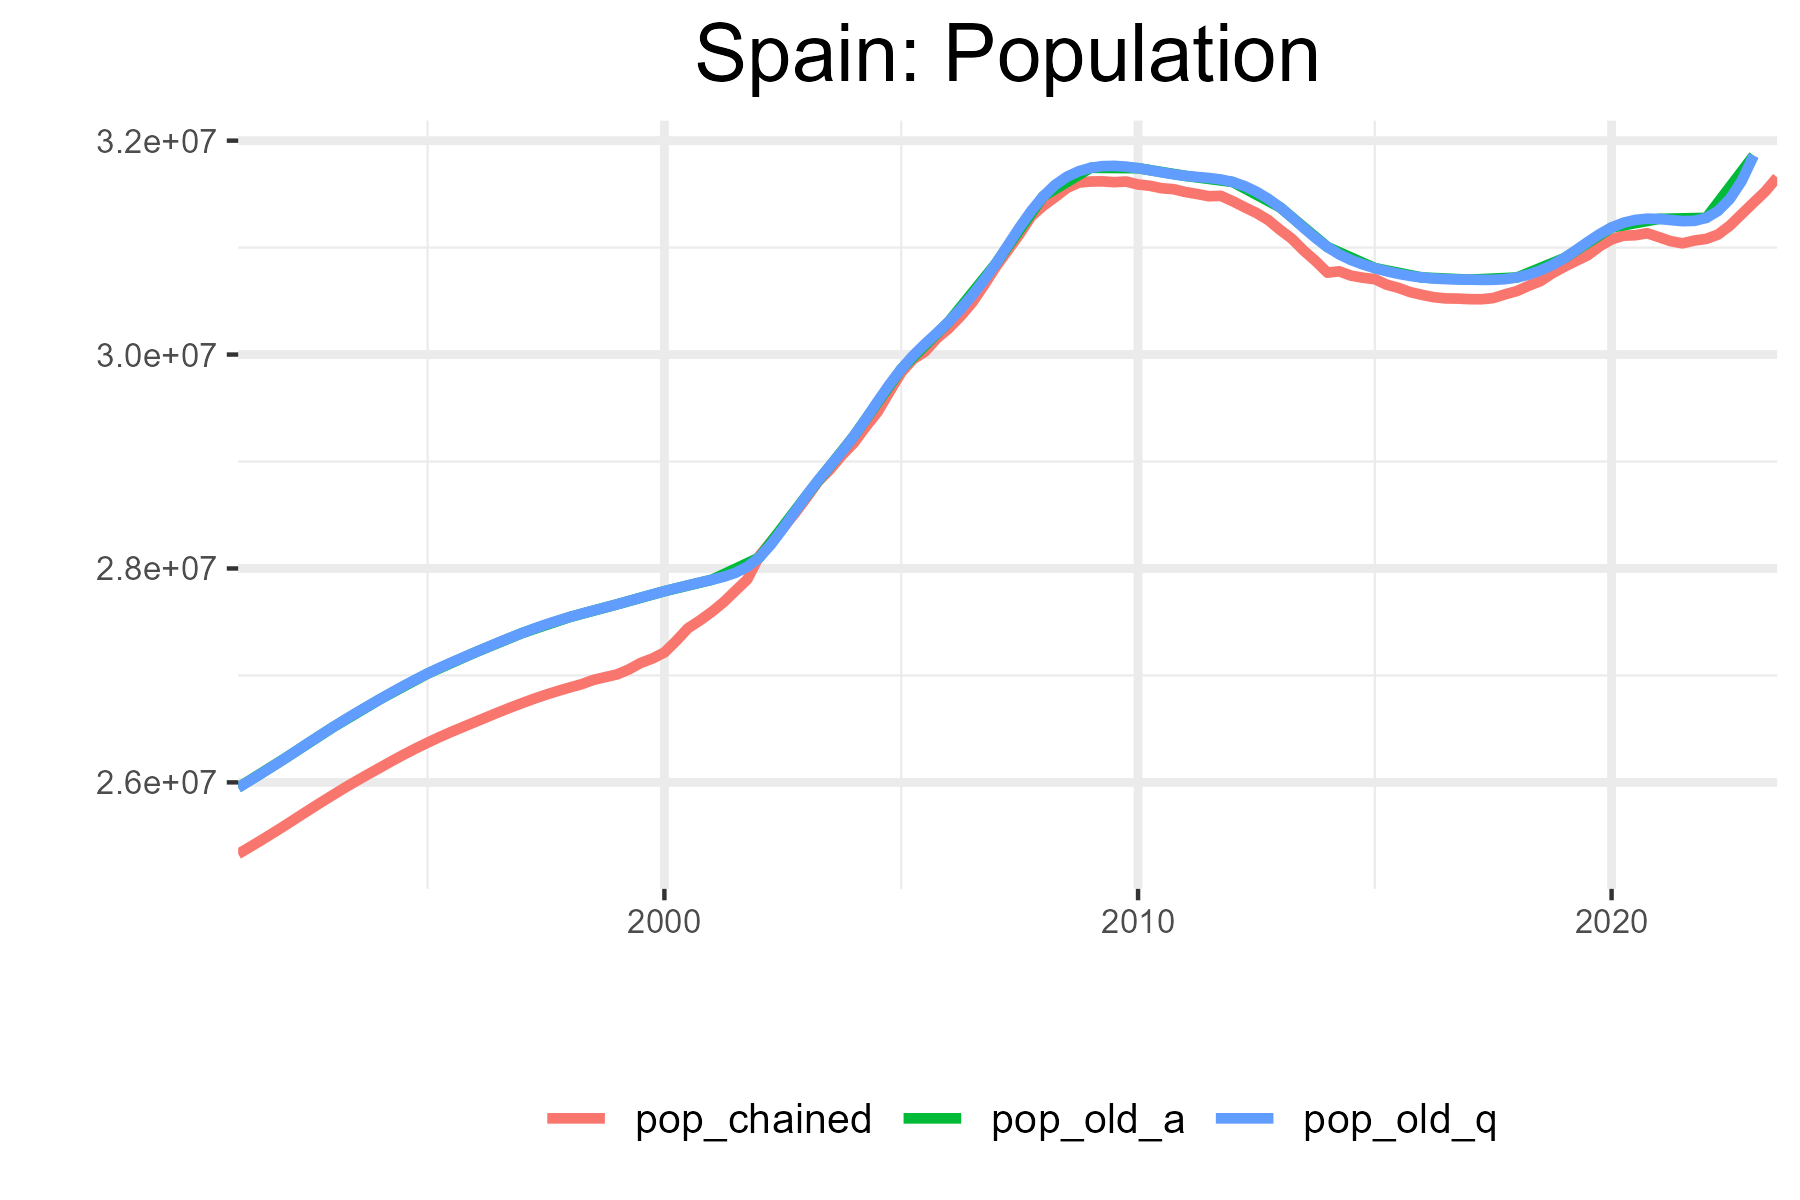 Spain: Population
3.2e+07
3.0e+07
2.8e+07
2.6e+07
2000 2010 2020
pop_chained pop_old_a pop_old_q